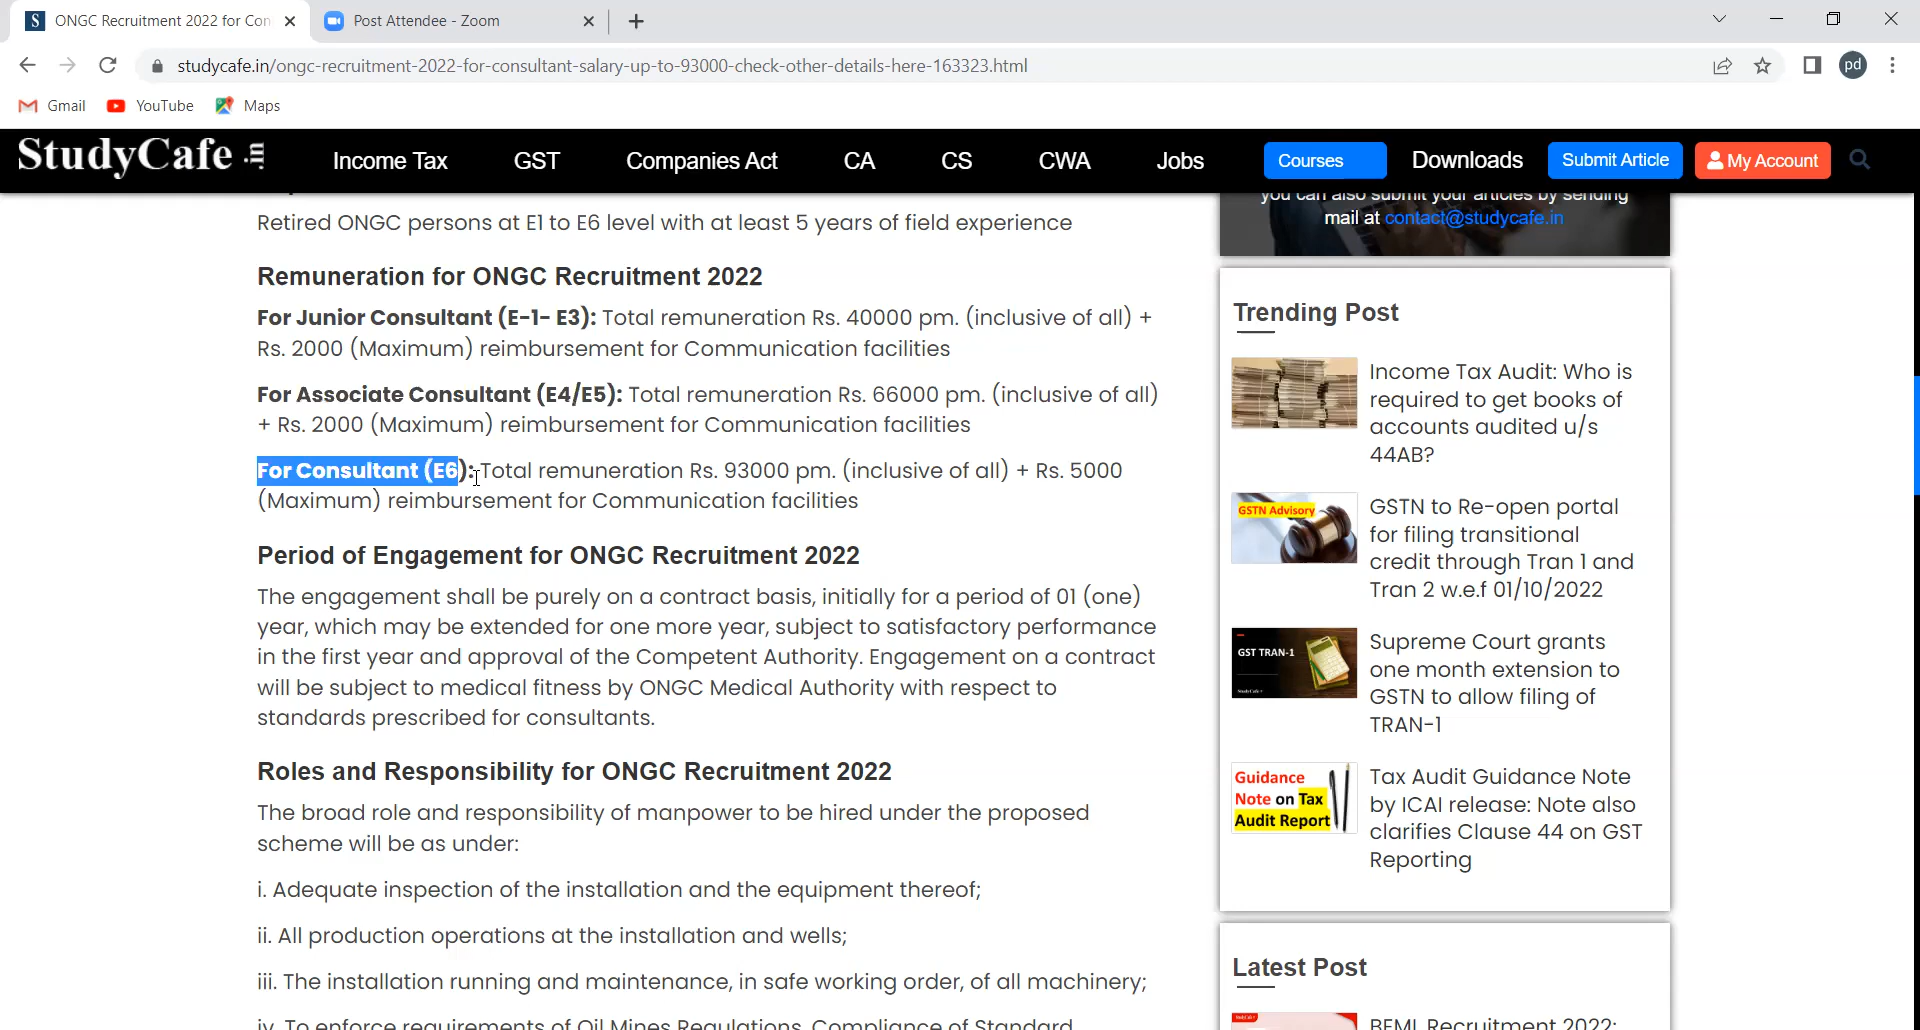 ONGC Recruitment 2022 for Con
Post Attendee - Zoom
studycafe.in/ongc-recruitment-2022-for-consultant-salary-up-to-93000-check-other-details-here-163323.html
pd
Gmail
YouTube
Maps
StudyCafe.in
Income Tax
GST
Companies Act
CA
CS
CWA
Jobs
Courses
Downloads
Submit Article
My Account
Retired ONGC persons at E1 to E6 level with at least 5 years of field experience
Remuneration for ONGC Recruitment 2022
For Junior Consultant (E-1- E3): Total remuneration Rs. 40000 pm. (inclusive of all) +
Rs. 2000 (Maximum) reimbursement for Communication facilities
For Associate Consultant (E4/E5): Total remuneration Rs. 66000 pm. (inclusive of all)
+ Rs. 2000 (Maximum) reimbursement for Communication facilities
For Consultant (E6): Total remuneration Rs. 93000 pm. (inclusive of all) + Rs. 5000
(Maximum) reimbursement for Communication facilities
Period of Engagement for ONGC Recruitment 2022
The engagement shall be purely on a contract basis, initially for a period of 01 (one)
year, which may be extended for one more year, subject to satisfactory performance
in the first year and approval of the Competent Authority. Engagement on a contract
will be subject to medical fitness by ONGC Medical Authority with respect to
standards prescribed for consultants.
Roles and Responsibility for ONGC Recruitment 2022
The broad role and responsibility of manpower to be hired under the proposed
scheme will be as under:
i. Adequate inspection of the installation and the equipment thereof;
ii. All production operations at the installation and wells;
iii. The installation running and maintenance, in safe working order, of all machinery;
iv. To enforce requirements of Oil Mines Regulations, Compliance of Standard
you can also submit your articles by sending
mail at contact@studycafe.in
Trending Post
Income Tax Audit: Who is
required to get books of
accounts audited u/s
44AB?
GSTN Advisory
GSTN to Re-open portal
for filing transitional
credit through Tran 1 and
Tran 2 w.e.f 01/10/2022
GST TRAN-1
StudyCafe
Supreme Court grants
one month extension to
GSTN to allow filing of
TRAN-1
Guidance
Note on Tax
Audit Report
Tax Audit Guidance Note
by ICAI release: Note also
clarifies Clause 44 on GST
Reporting
Latest Post
BEML Recruitment 2022: